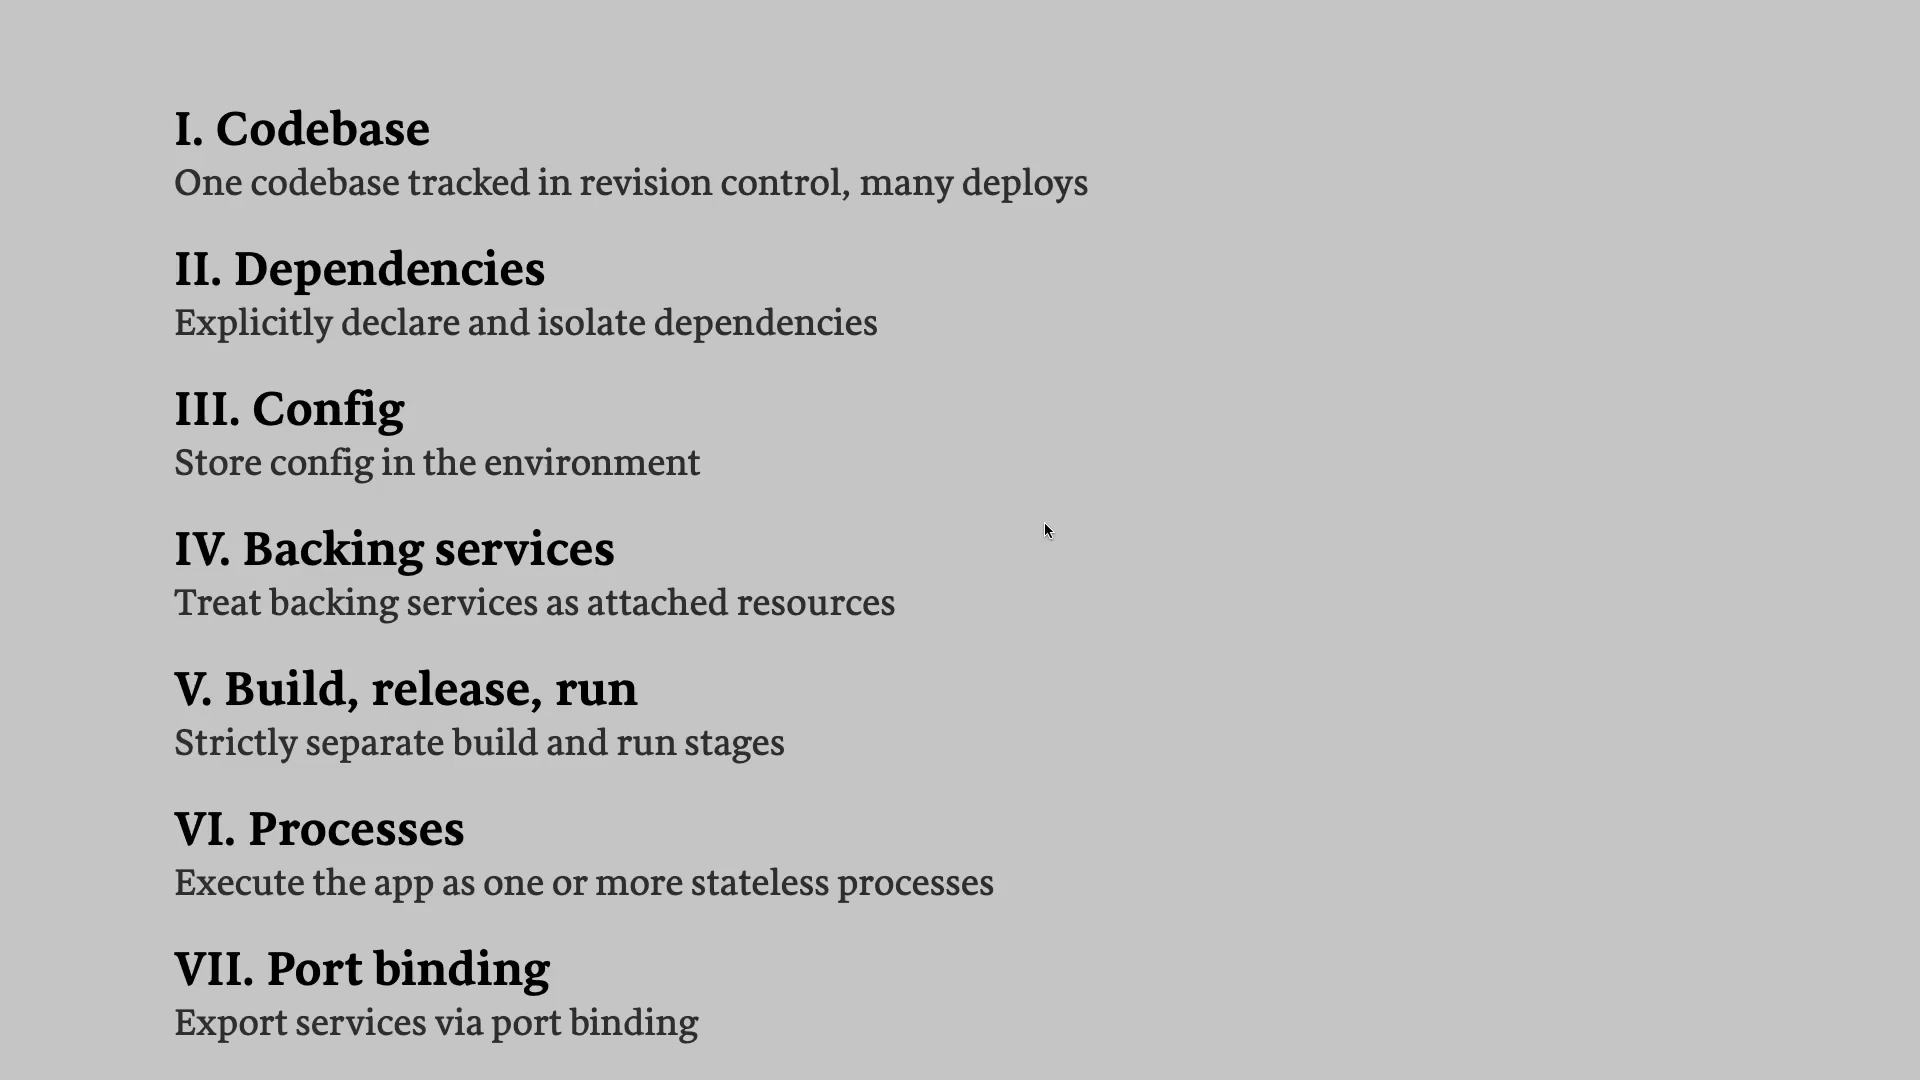 I. Codebase
One codebase tracked in revision control, many deploys
II. Dependencies
Explicitly declare and isolate dependencies
III. Config
Store config in the environment
IV. Backing services
Treat backing services as attached resources
V. Build, release, run
Strictly separate build and run stages
VI. Processes
Execute the app as one or more stateless processes
VII. Port binding
Export services via port binding